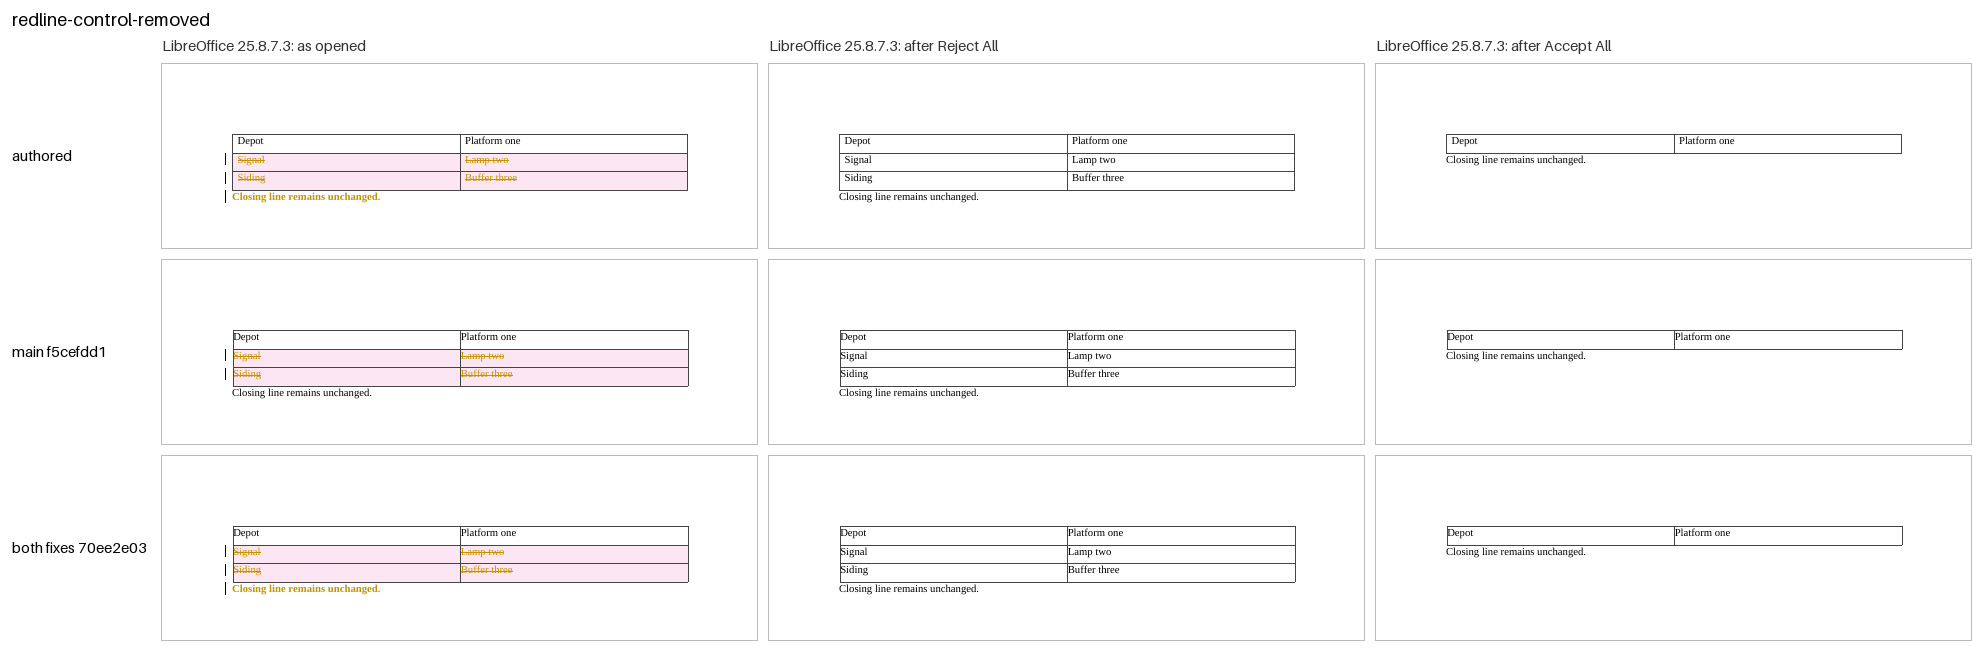 redline-control-removed
LibreOffice 25.8.7.3: as opened LibreOffice 25.8.7.3: after Reject All LibreOffice 25.8.7.3: after Accept All
authored
Depot Platform one
Signal Lamp two
Siding Buffer three
Closing line remains unchanged.
Depot Platform one
Signal Lamp two
Siding Buffer three
Closing line remains unchanged.
Depot Platform one
Closing line remains unchanged.
main f5cefdd1
Depot Platform one
Signal Lamp two
Siding Buffer three
Closing line remains unchanged.
Depot Platform one
Signal Lamp two
Siding Buffer three
Closing line remains unchanged.
Depot Platform one
Closing line remains unchanged.
both fixes 70ee2e03
Depot Platform one
Signal Lamp two
Siding Buffer three
Closing line remains unchanged.
Depot Platform one
Signal Lamp two
Siding Buffer three
Closing line remains unchanged.
Depot Platform one
Closing line remains unchanged.